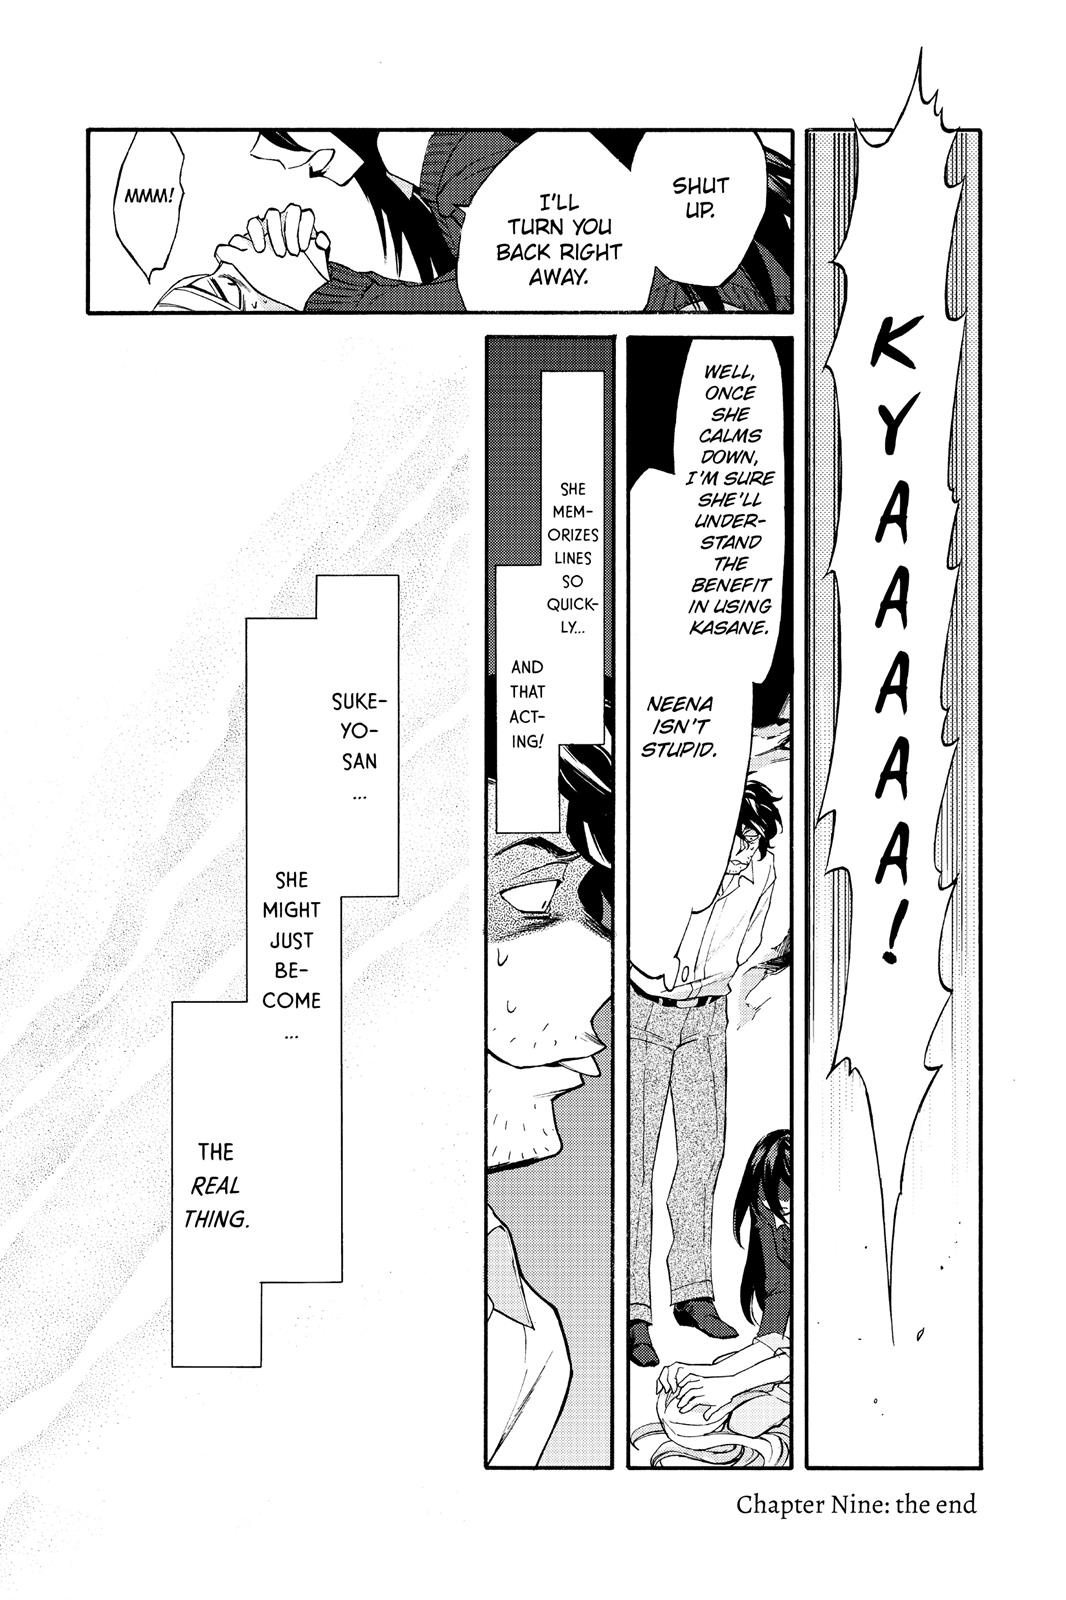 KYAAAAA!
SHUT
UP.
I'LL
TURN YOU
BACK RIGHT
AWAY.
MMM!
WELL,
ONCE
SHE
CALMS
DOWN,
I'M SURE
SHE'LL
UNDER-
STAND
THE
BENEFIT
IN USING
KASANE.
NEENA
ISN'T
STUPID.
SHE
MEM-
ORIZES
LINES
SO
QUICK-
LY...
AND
THAT
ACT-
ING!
SUKE-
YO-
SAN
...
SHE
MIGHT
JUST
BE-
COME
...
THE
REAL
THING.
Chapter Nine: the end